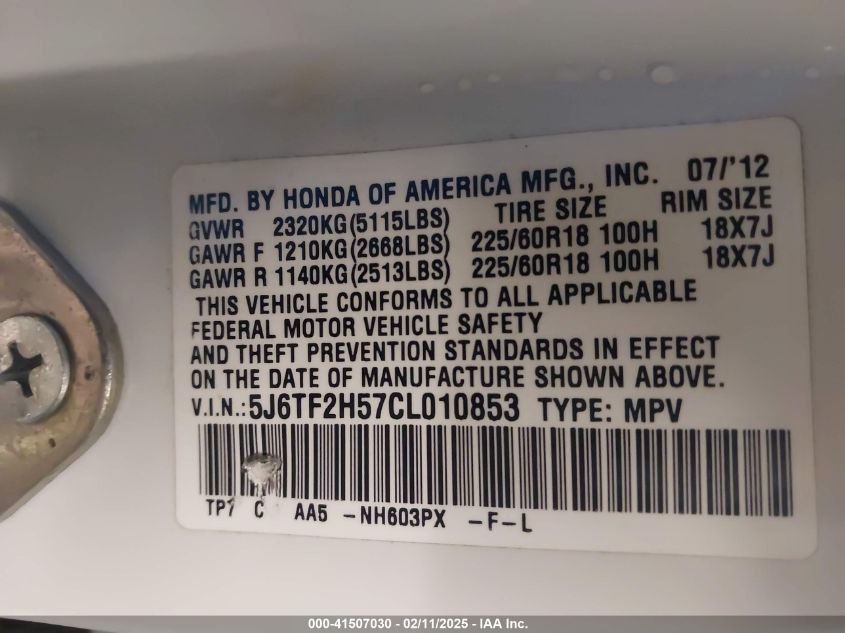 MFD. BY HONDA OF AMERICA MFG., INC. 07/'12
GVWR 2320KG(5115LBS) TIRE SIZE RIM SIZE
GAWR F 1210KG(2668LBS) 225/60R18 100H 18X7J
GAWR R 1140KG(2513LBS) 225/60R18 100H 18X7J
THIS VEHICLE CONFORMS TO ALL APPLICABLE
FEDERAL MOTOR VEHICLE SAFETY
AND THEFT PREVENTION STANDARDS IN EFFECT
ON THE DATE OF MANUFACTURE SHOWN ABOVE.
V.I.N.:5J6TF2H57CL010853 TYPE: MPV
C AA5 -NH603PX -F-L
000-41507030 - 02/11/2025 - IAA Inc.